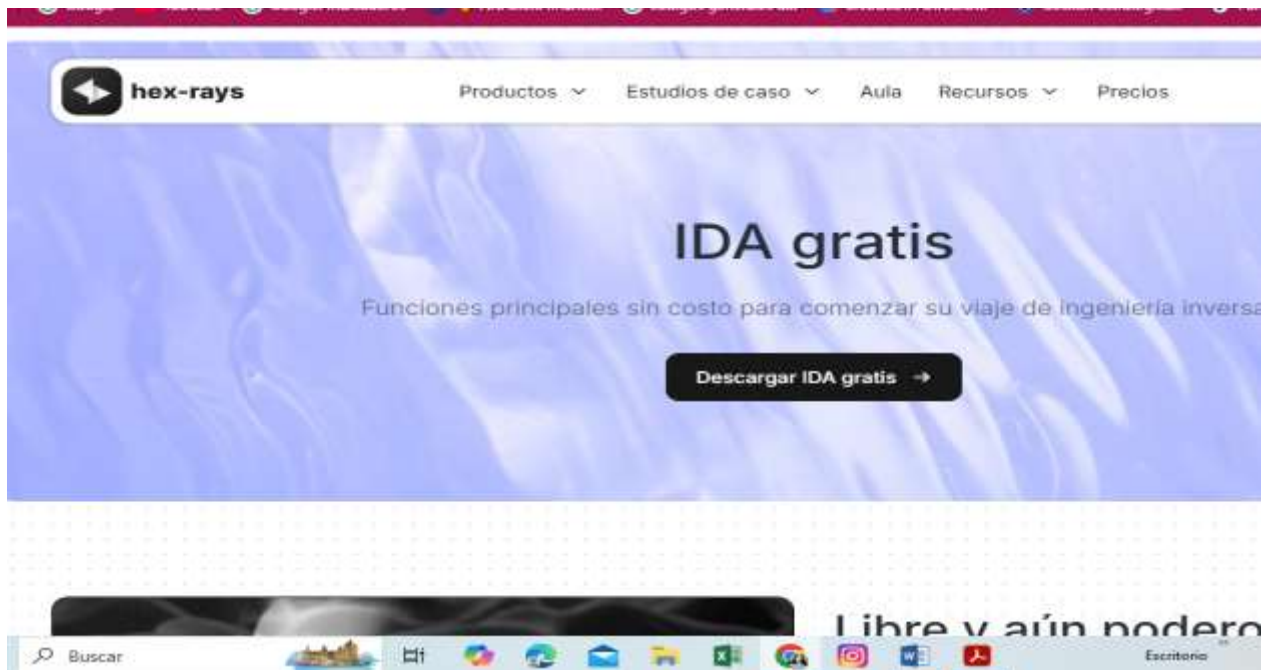 hex-rays
Productos Estudios de caso Aula Recursos Precios
IDA gratis
Funciones principales sin costo para comenzar su viaje de ingeniería inversa
Descargar IDA gratis →
Libre y aún podero
Buscar
Escritorio